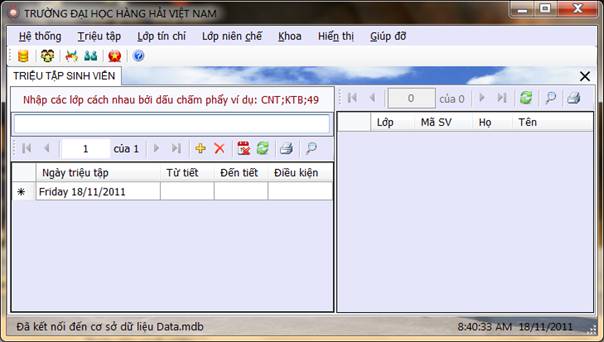 TRƯỜNG ĐẠI HỌC HÀNG HẢI VIỆT NAM
Hệ thống Triệu tập Lớp tín chỉ Lớp niên chế Khoa Hiển thị Giúp đỡ
TRIỆU TẬP SINH VIÊN
Nhập các lớp cách nhau bởi dấu chấm phẩy ví dụ: CNT;KTB;49
1 của 1
Ngày triệu tập Từ tiết Đến tiết Điều kiện
Friday 18/11/2011
0 của 0
Lớp Mã SV Họ Tên
Đã kết nối đến cơ sở dữ liệu Data.mdb 8:40:33 AM 18/11/2011